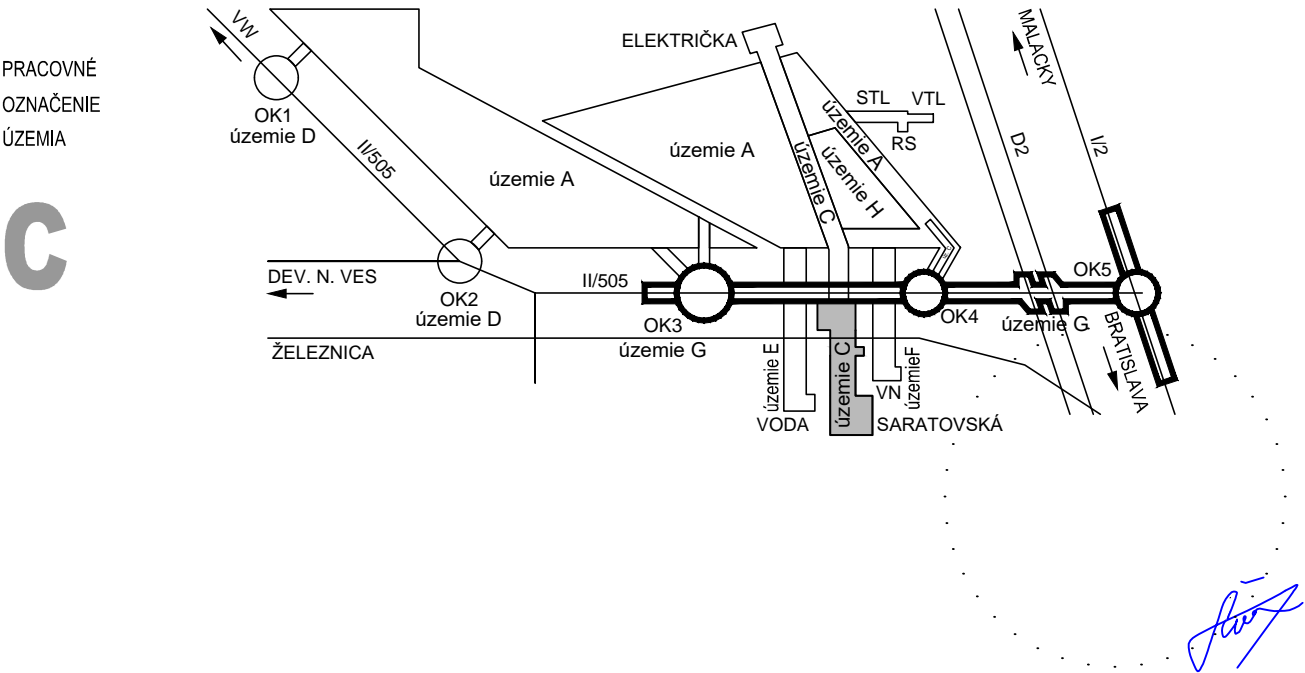 PRACOVNÉ
OZNAČENIE
ÚZEMIA
C
VW
OK1
územie D
II/505
územie A
územie A
ELEKTRIČKA
územie A
STL VTL
RS
územie C
územie H
MALACKY
D2
I/2
DEV. N. VES
OK2
územie D
II/505
OK3
územie G
OK4
OK5
územie G
BRATISLAVA
ŽELEZNICA
územie E
územie C
VN
územieF
VODA
SARATOVSKÁ